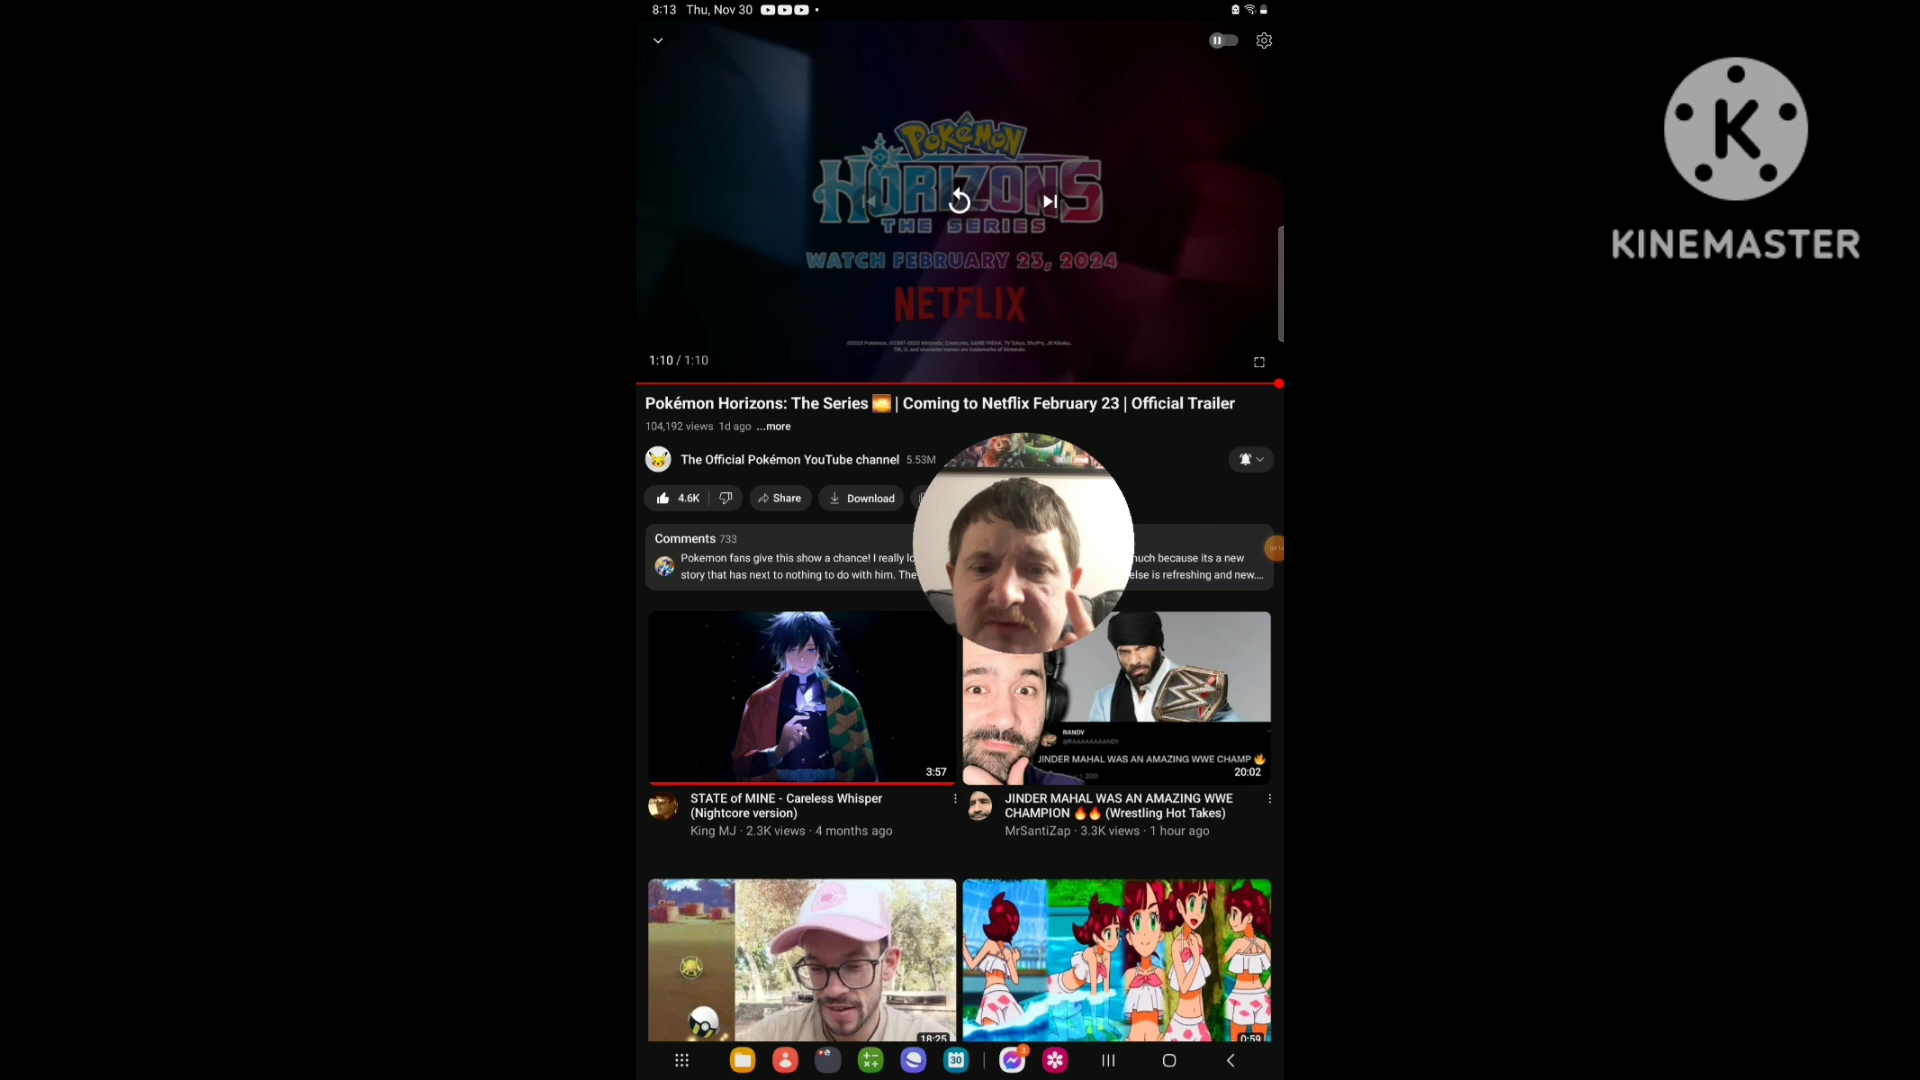 8:13 Thu, Nov 30
POKÉMON
HORIZONS
THE SERIES
WATCH FEBRUARY 23, 2024
NETFLIX
1:10 / 1:10
Pokémon Horizons: The Series 🌅 | Coming to Netflix February 23 | Official Trailer
104,192 views 1d ago ...more
The Official Pokémon YouTube channel 5.53M
4.6K
Share
Download
Comments 733
Pokemon fans give this show a chance! I really much because its a new
story that has next to nothing to do with him. The else is refreshing and new....
3:57
RANDY
JINDER MAHAL WAS AN AMAZING WWE CHAMP 🔥
20:02
STATE of MINE - Careless Whisper
(Nightcore version)
King MJ · 2.3K views · 4 months ago
JINDER MAHAL WAS AN AMAZING WWE
CHAMPION 🔥🔥 (Wrestling Hot Takes)
MrSantiZap · 3.3K views · 1 hour ago
18:25
0:59
30
3
K
KINEMASTER